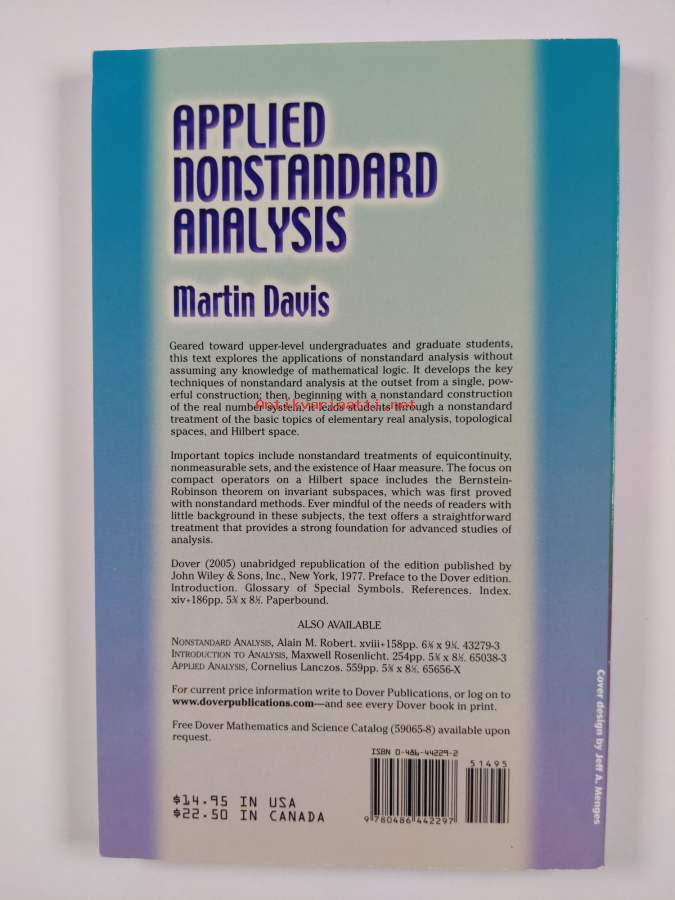 APPLIED
NONSTANDARD
ANALYSIS
Martin Davis
Geared toward upper-level undergraduates and graduate students,
this text explores the applications of nonstandard analysis without
assuming any knowledge of mathematical logic. It develops the key
techniques of nonstandard analysis at the outset from a single, pow-
erful construction; then, beginning with a nonstandard construction
of the real number system, it leads students through a nonstandard
treatment of the basic topics of elementary real analysis, topological
spaces, and Hilbert space.
Antikvariaatti.net
Important topics include nonstandard treatments of equicontinuity,
nonmeasurable sets, and the existence of Haar measure. The focus on
compact operators on a Hilbert space includes the Bernstein-
Robinson theorem on invariant subspaces, which was first proved
with nonstandard methods. Ever mindful of the needs of readers with
little background in these subjects, the text offers a straightforward
treatment that provides a strong foundation for advanced studies of
analysis.
Dover (2005) unabridged republication of the edition published by
John Wiley & Sons, Inc., New York, 1977. Preface to the Dover edition.
Introduction. Glossary of Special Symbols. References. Index.
xiv+186pp. 5⅜ x 8½. Paperbound.
ALSO AVAILABLE
NONSTANDARD ANALYSIS, Alain M. Robert. xviii+158pp. 6⅛ x 9¼. 43279-3
INTRODUCTION TO ANALYSIS, Maxwell Rosenlicht. 254pp. 5⅜ x 8½. 65038-3
APPLIED ANALYSIS, Cornelius Lanczos. 559pp. 5⅜ x 8½. 65656-X
For current price information write to Dover Publications, or log on to
www.doverpublications.com—and see every Dover book in print.
Free Dover Mathematics and Science Catalog (59065-8) available upon
request.
ISBN 0-486-44229-2
51495
9 780486 442297
$14.95 IN USA
$22.50 IN CANADA
Cover design by Jeff A. Menges